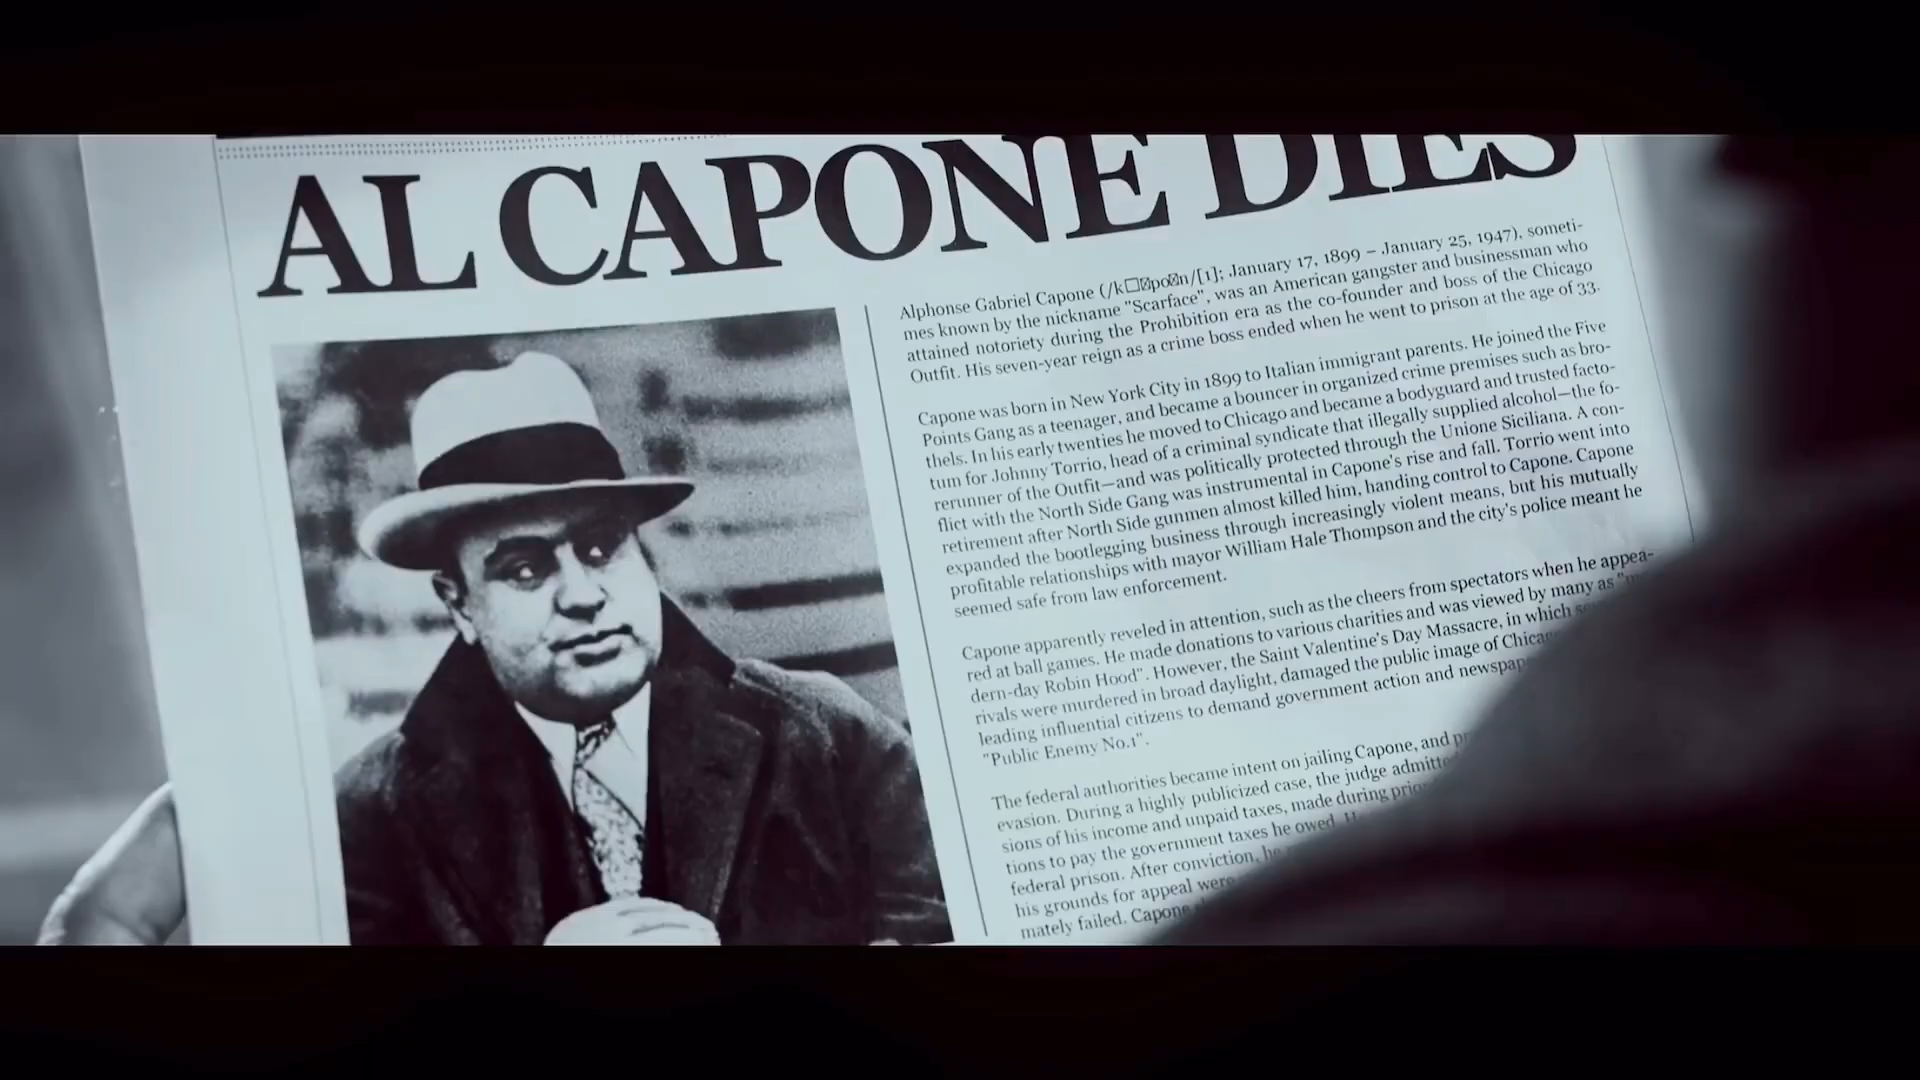 AL CAPONE DIES
Alphonse Gabriel Capone (/k□☒po☒n/[1]; January 17, 1899 – January 25, 1947), someti-
mes known by the nickname "Scarface", was an American gangster and businessman who
attained notoriety during the Prohibition era as the co-founder and boss of the Chicago
Outfit. His seven-year reign as a crime boss ended when he went to prison at the age of 33.
Capone was born in New York City in 1899 to Italian immigrant parents. He joined the Five
Points Gang as a teenager, and became a bouncer in organized crime premises such as bro-
thels. In his early twenties he moved to Chicago and became a bodyguard and trusted facto-
tum for Johnny Torrio, head of a criminal syndicate that illegally supplied alcohol—the fo-
rerunner of the Outfit—and was politically protected through the Unione Siciliana. A con-
flict with the North Side Gang was instrumental in Capone's rise and fall. Torrio went into
retirement after North Side gunmen almost killed him, handing control to Capone. Capone
expanded the bootlegging business through increasingly violent means, but his mutually
profitable relationships with mayor William Hale Thompson and the city's police meant he
seemed safe from law enforcement.
Capone apparently reveled in attention, such as the cheers from spectators when he appea-
red at ball games. He made donations to various charities and was viewed by many as
dern-day Robin Hood". However, the Saint Valentine's Day Massacre, in which
rivals were murdered in broad daylight, damaged the public image of
leading influential citizens to demand government action and
"Public Enemy No.1".
The federal authorities became intent on jailing Capone, and
evasion. During a highly publicized case, the judge
sions of his income and unpaid taxes, made during
tions to pay the government taxes he owed.
federal prison. After conviction, he
his grounds for appeal were
mately failed. Capone